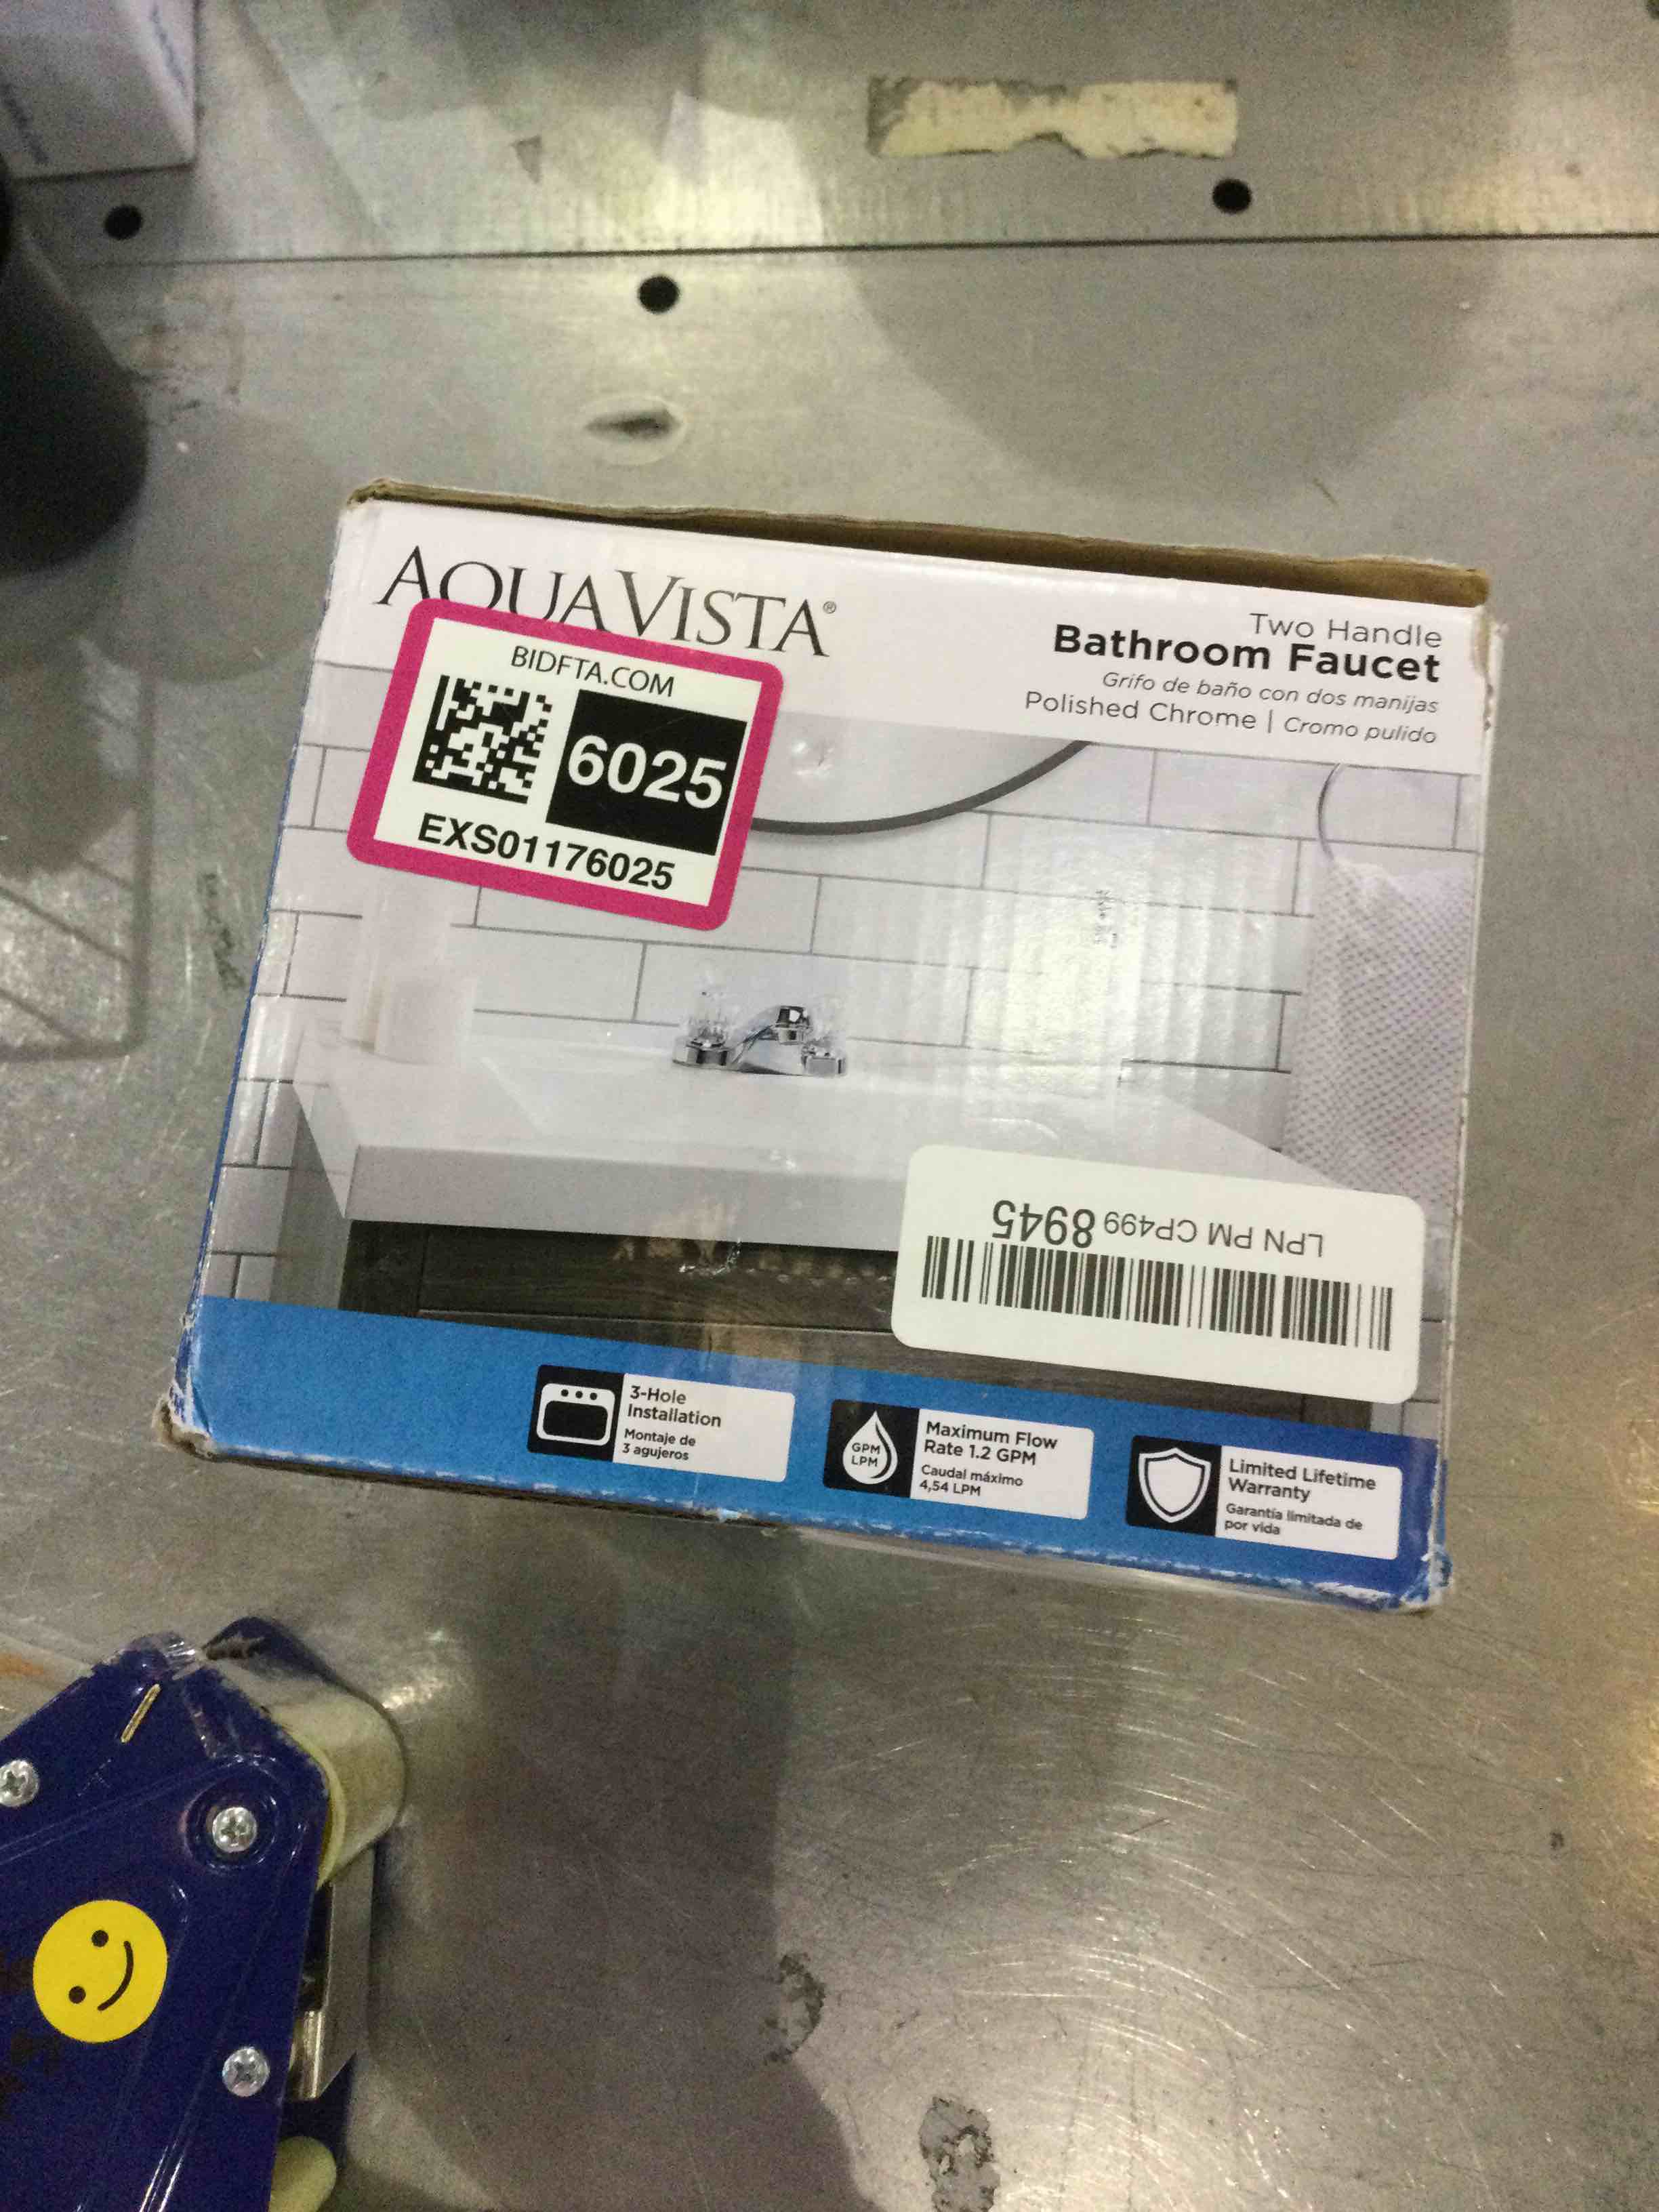 AQUAVISTA®
Two Handle
Bathroom Faucet
Grifo de baño con dos manijas
Polished Chrome | Cromo pulido
BIDFTA.COM
6025
EXS01176025
LPN PM CP499 8945
3-Hole
Installation
Montaje de
3 agujeros
GPM
LPM
Maximum Flow
Rate 1.2 GPM
Caudal máximo
4,54 LPM
Limited Lifetime
Warranty
Garantía limitada de
por vida